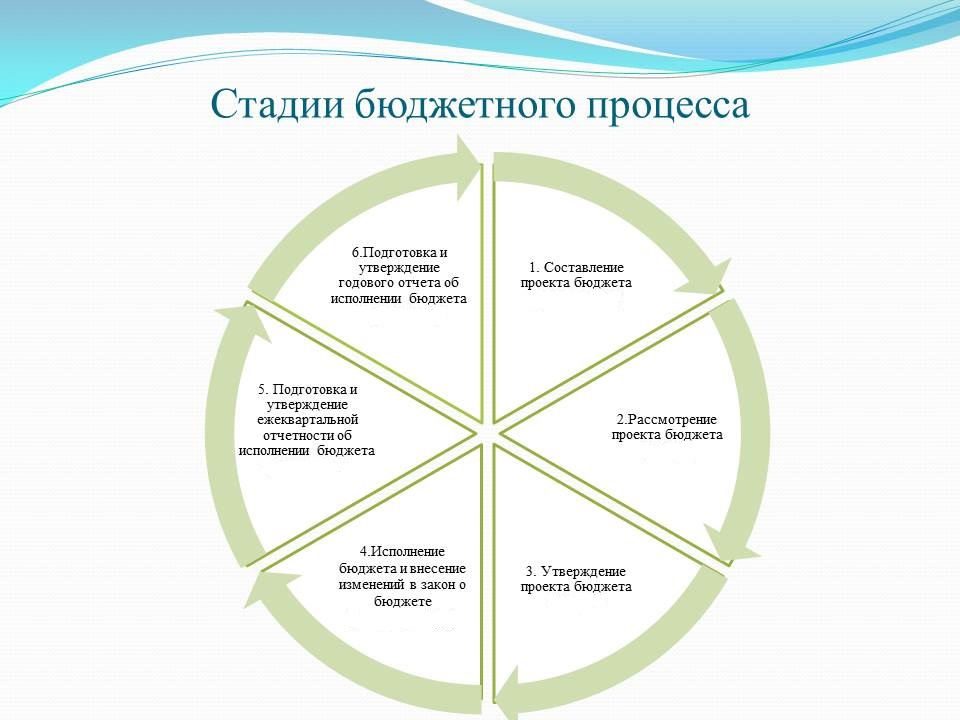 Стадии бюджетного процесса
1. Составление
проекта бюджета
2.Рассмотрение
проекта бюджета
3. Утверждение
проекта бюджета
4.Исполнение
бюджета и внесение
изменений в закон о
бюджете
5. Подготовка и
утверждение
ежеквартальной
отчетности об
исполнении бюджета
6.Подготовка и
утверждение
годового отчета об
исполнении бюджета